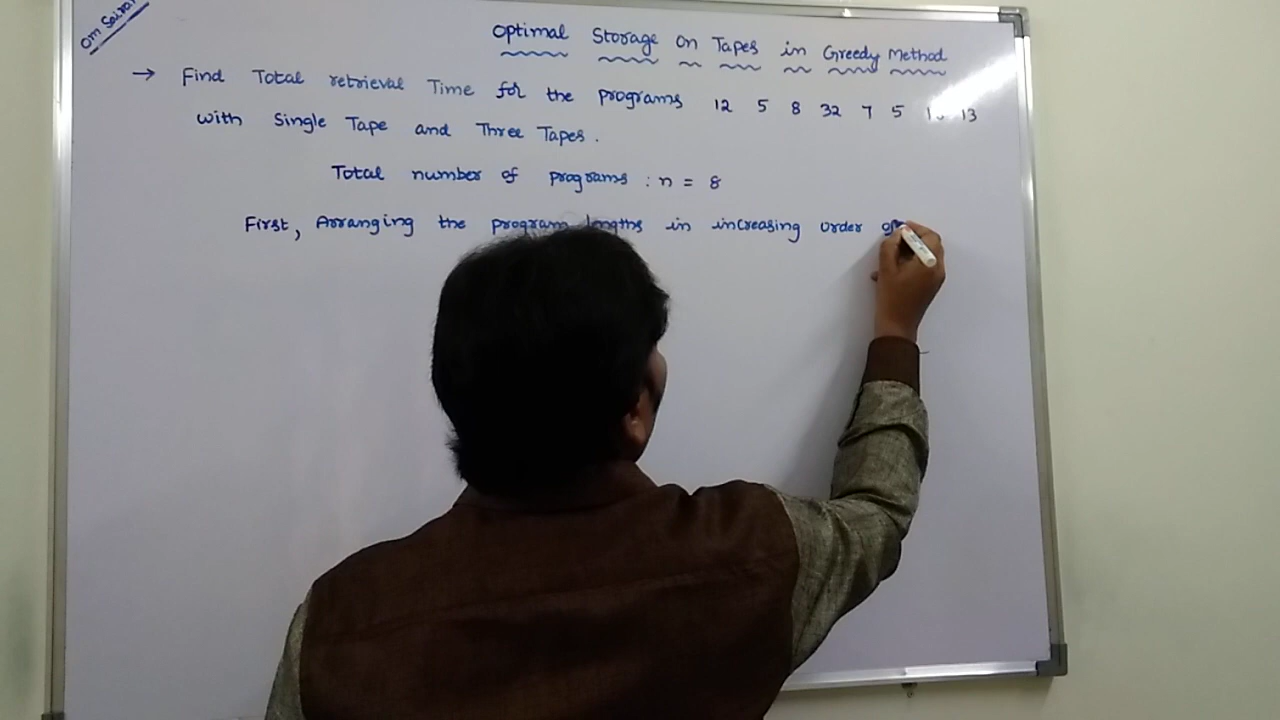 Om Saira
Optimal Storage on Tapes in Greedy Method
→ Find Total retrieval Time for the programs 12 5 8 32 7 5 13
with Single Tape and Three Tapes.
Total number of programs : n = 8
First, Arranging the program lengths in increasing order of